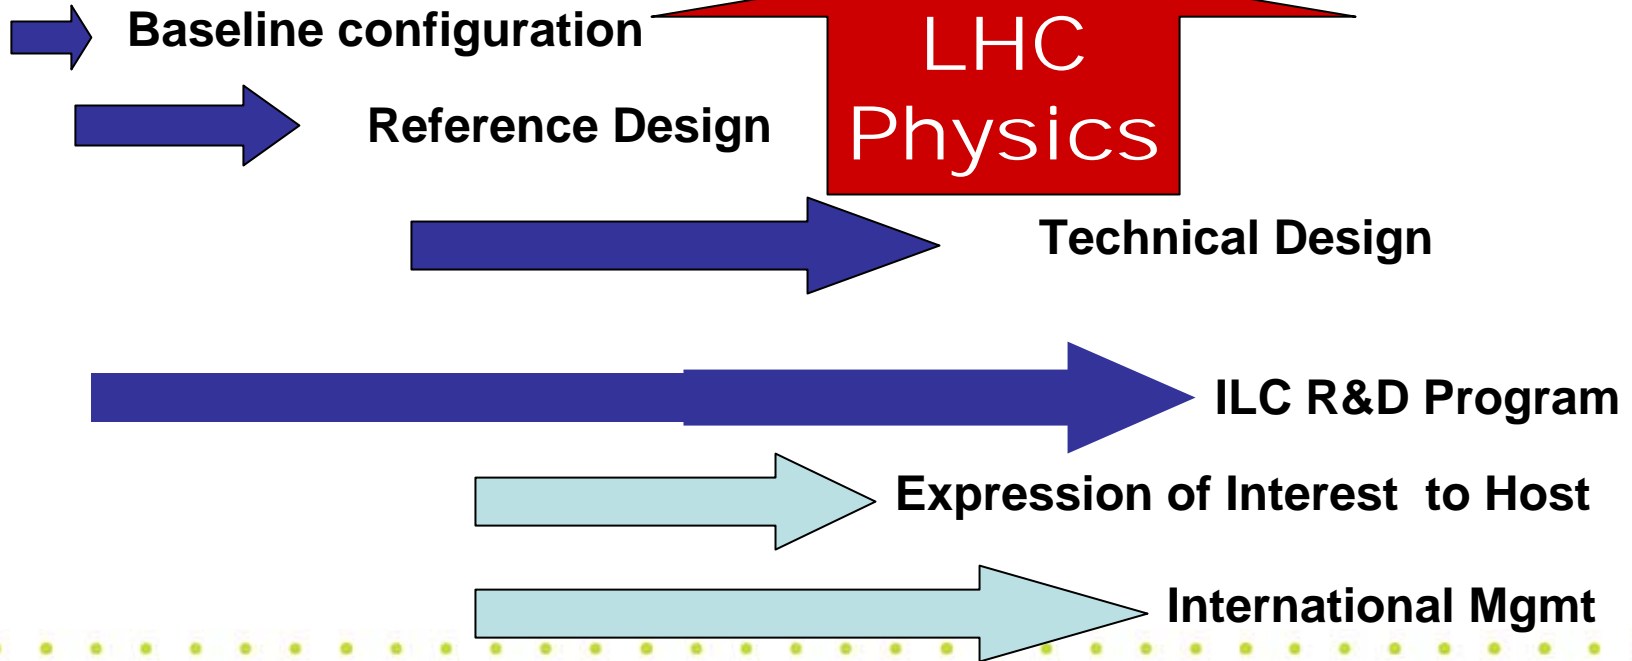 Baseline configuration
LHC
Physics
Reference Design
Technical Design
ILC R&D Program
Expression of Interest to Host
International Mgmt